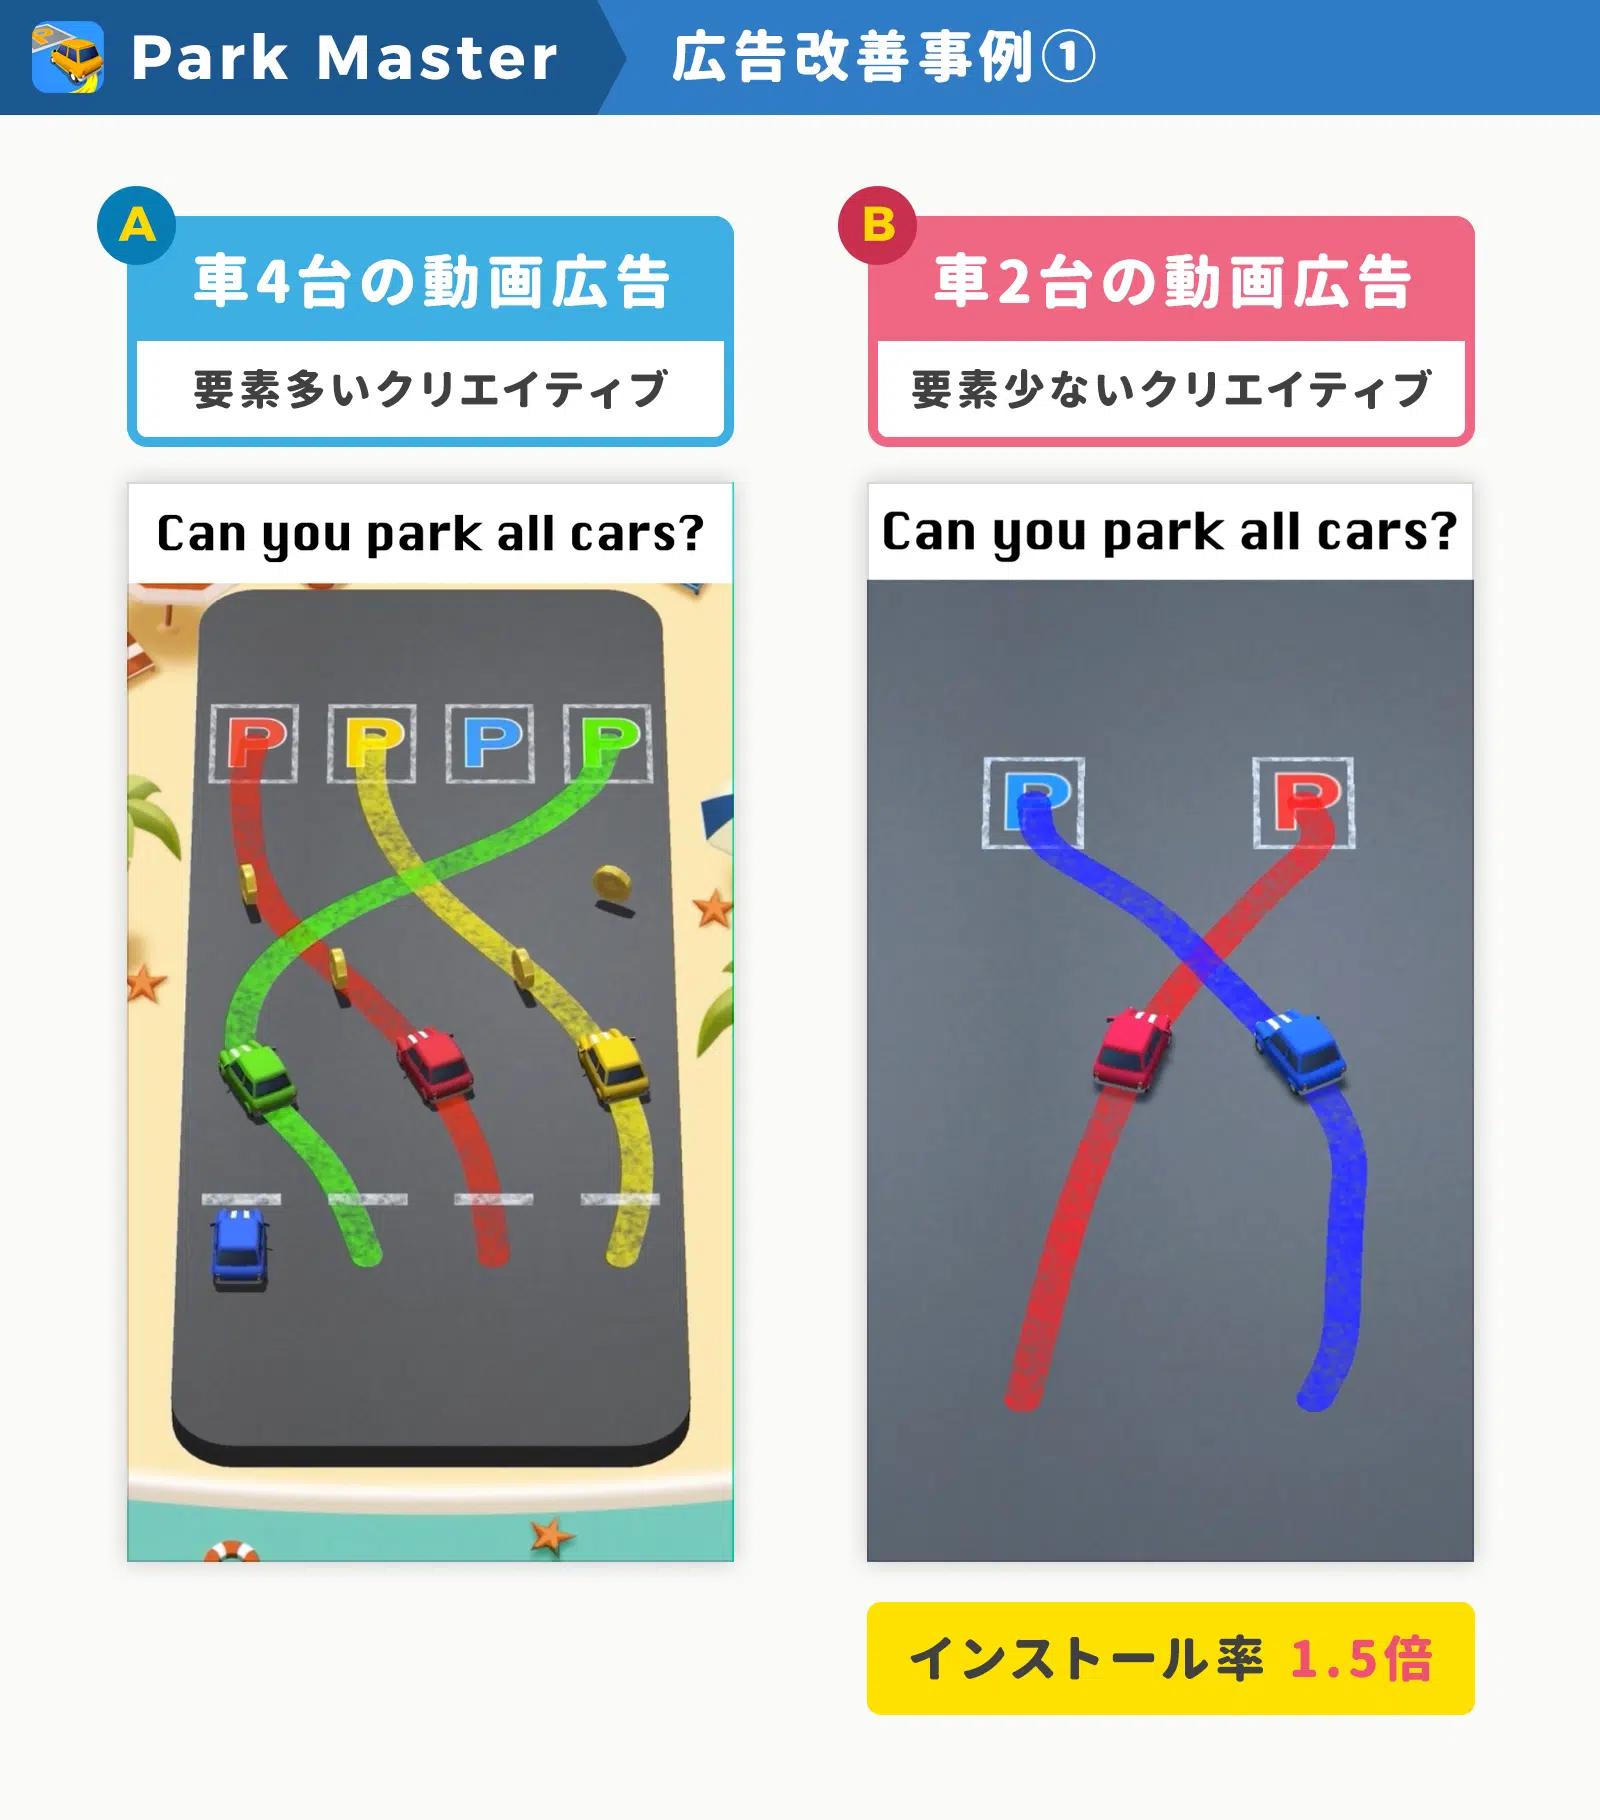 Park Master
広告改善事例①
A
車4台の動画広告
要素多いクリエイティブ
Can you park all cars?
P P P P
B
車2台の動画広告
要素少ないクリエイティブ
Can you park all cars?
P P
インストール率 1.5倍